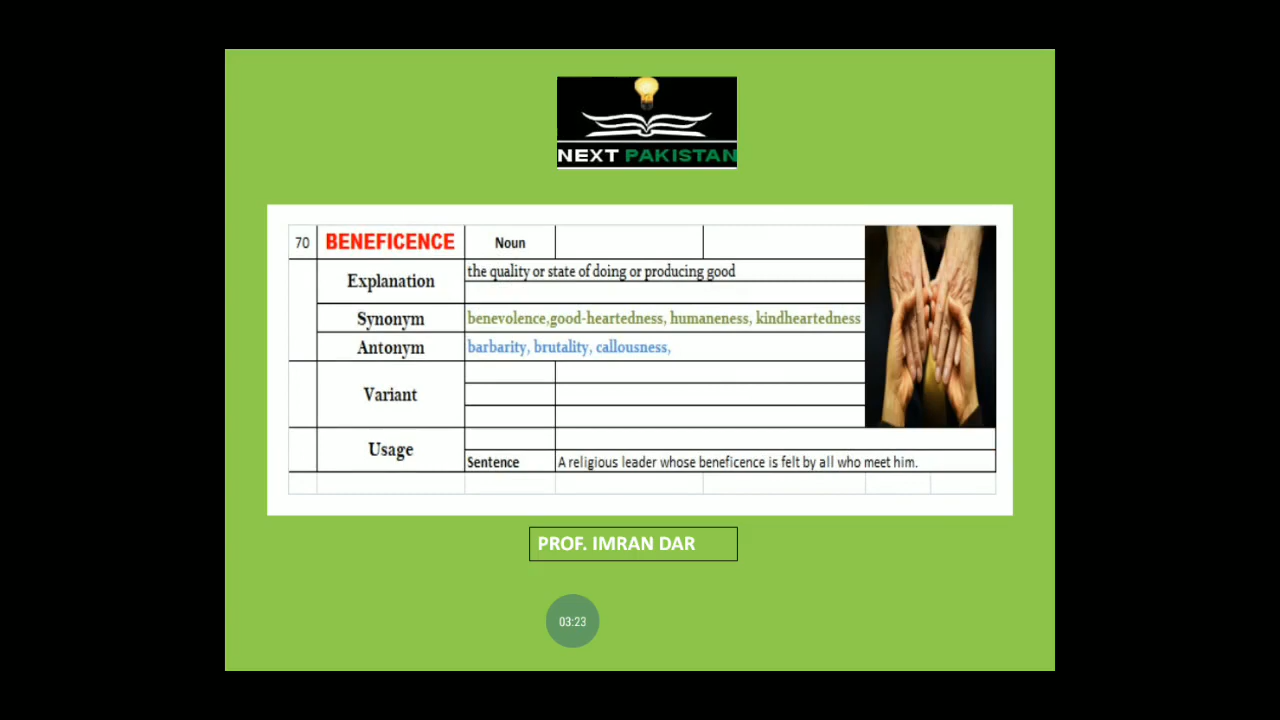 NEXT PAKISTAN
70 BENEFICENCE Noun
Explanation the quality or state of doing or producing good
Synonym benevolence,good-heartedness, humaneness, kindheartedness
Antonym barbarity, brutality, callousness,
Variant
Usage
Sentence A religious leader whose beneficence is felt by all who meet him.
PROF. IMRAN DAR
03:23